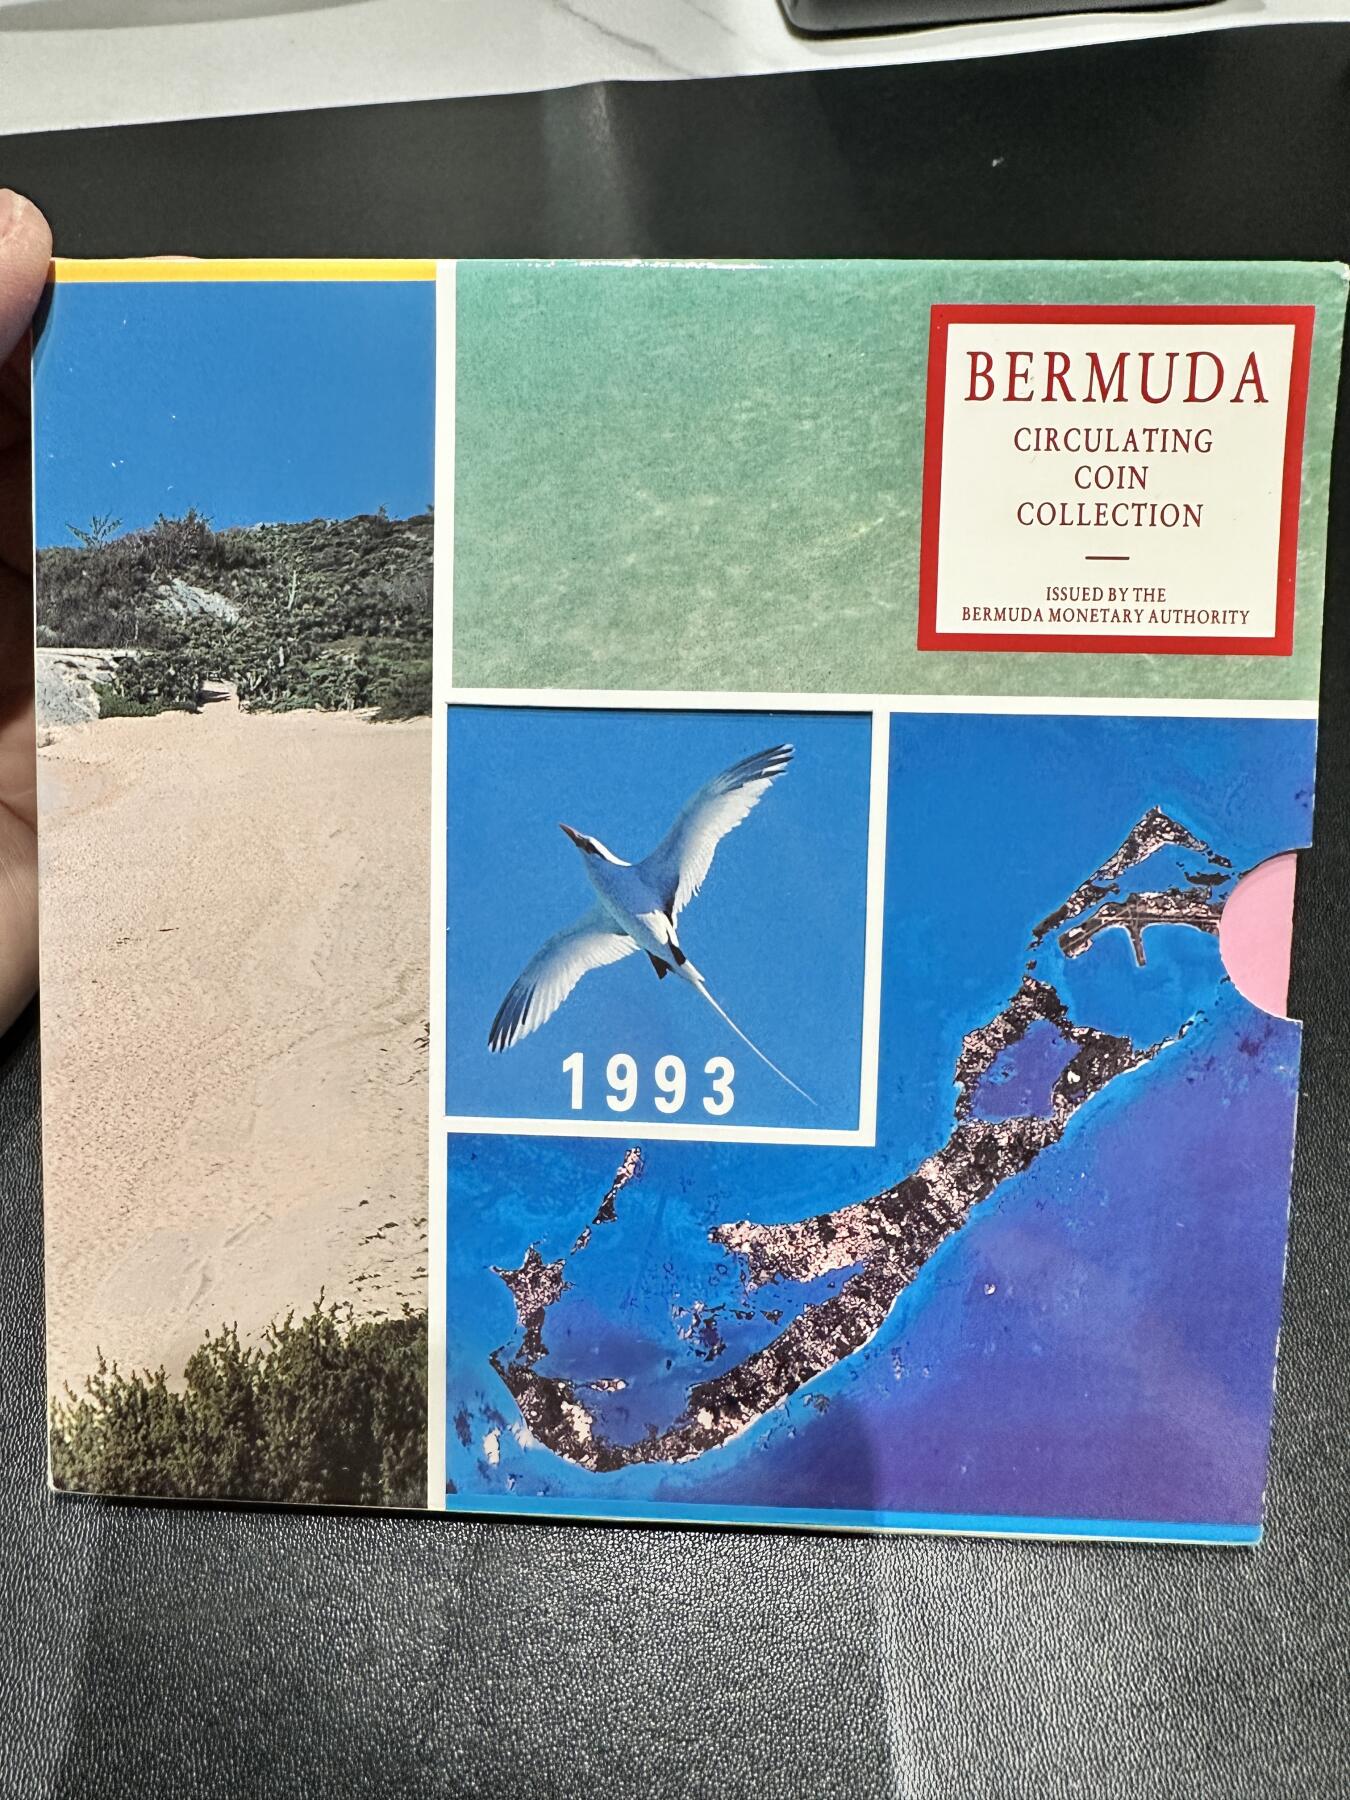 BERMUDA
CIRCULATING
COIN
COLLECTION
ISSUED BY THE
BERMUDA MONETARY AUTHORITY
1993